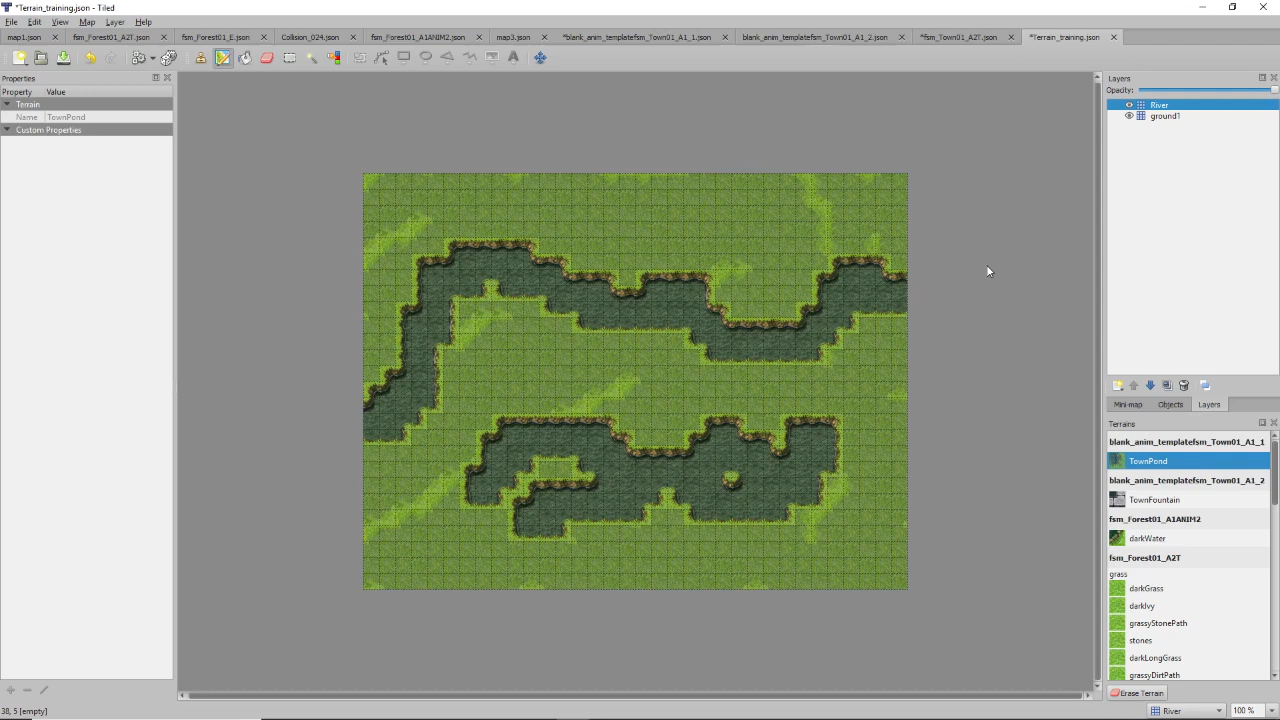 *Terrain_training.json - Tiled
File Edit View Map Layer Help
map1.json fsm_Forest01_A2T.json fsm_Forest01_E.json Collision_024.json fsm_Forest01_A1ANIM2.json map3.json *blank_anim_templatefsm_Town01_A1_1.json blank_anim_templatefsm_Town01_A1_2.json *fsm_Town01_A2T.json *Terrain_training.json
Properties
Property Value
Terrain
Name TownPond
Custom Properties
Layers
Opacity:
River
ground1
Mini-map Objects Layers
Terrains
blank_anim_templatefsm_Town01_A1_1
TownPond
blank_anim_templatefsm_Town01_A1_2
TownFountain
fsm_Forest01_A1ANIM2
darkWater
fsm_Forest01_A2T
grass
darkGrass
darkIvy
grassyStonePath
stones
darkLongGrass
grassyDirtPath
Erase Terrain
38, 5 [empty]
River 100 %